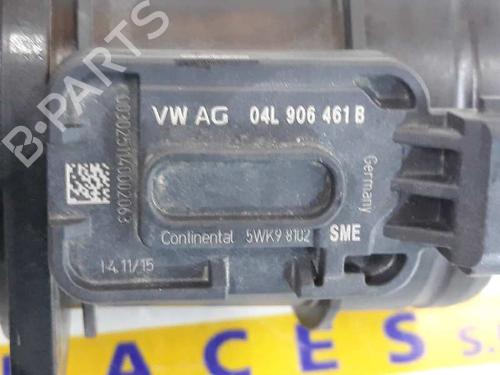 VW AG 04L 906 461 B
Continental 5WK9 8102 SME
Germany
14.11/15
B-PARTS
ACES S.